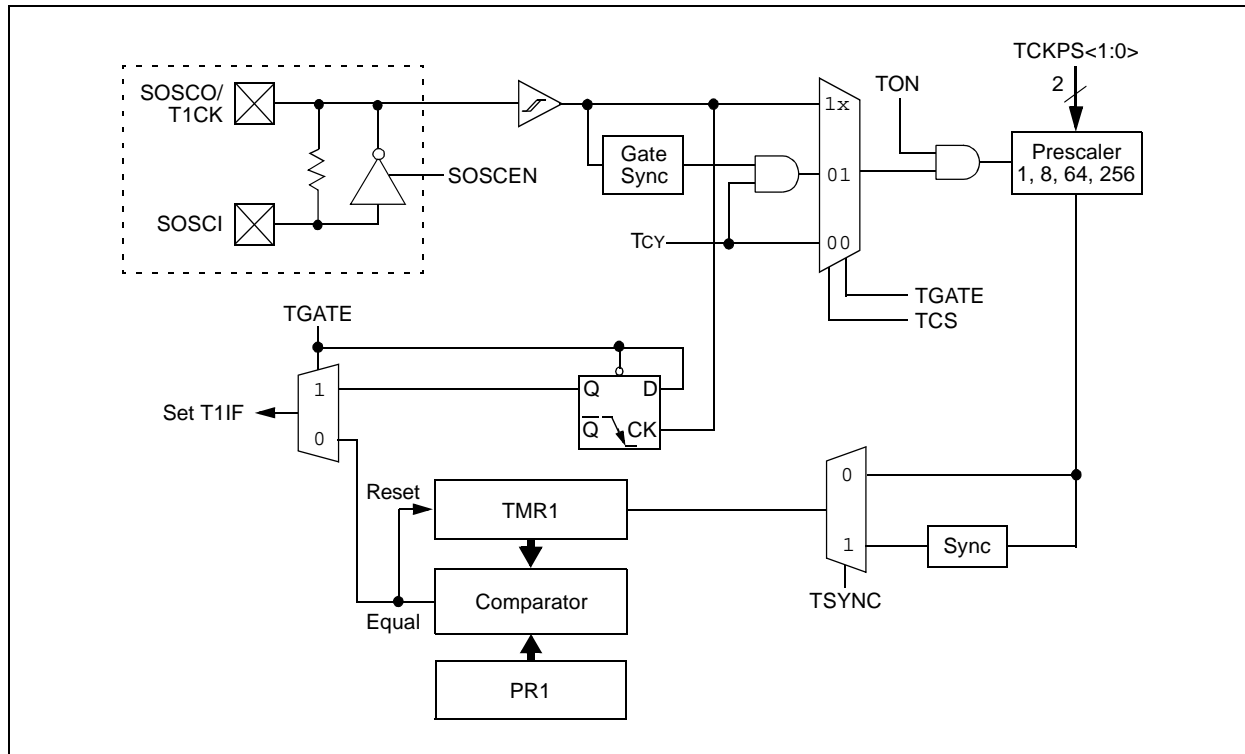 TCKPS<1:0>
SOSCO/
T1CK
TON
2
1x
Gate
Sync
Prescaler
1, 8, 64, 256
SOSCEN
01
SOSCI
TCY
00
TGATE
TCS
TGATE
1
Q
D
Set T1IF
Q
CK
0
0
Reset
TMR1
1
Sync
TSYNC
Comparator
Equal
PR1